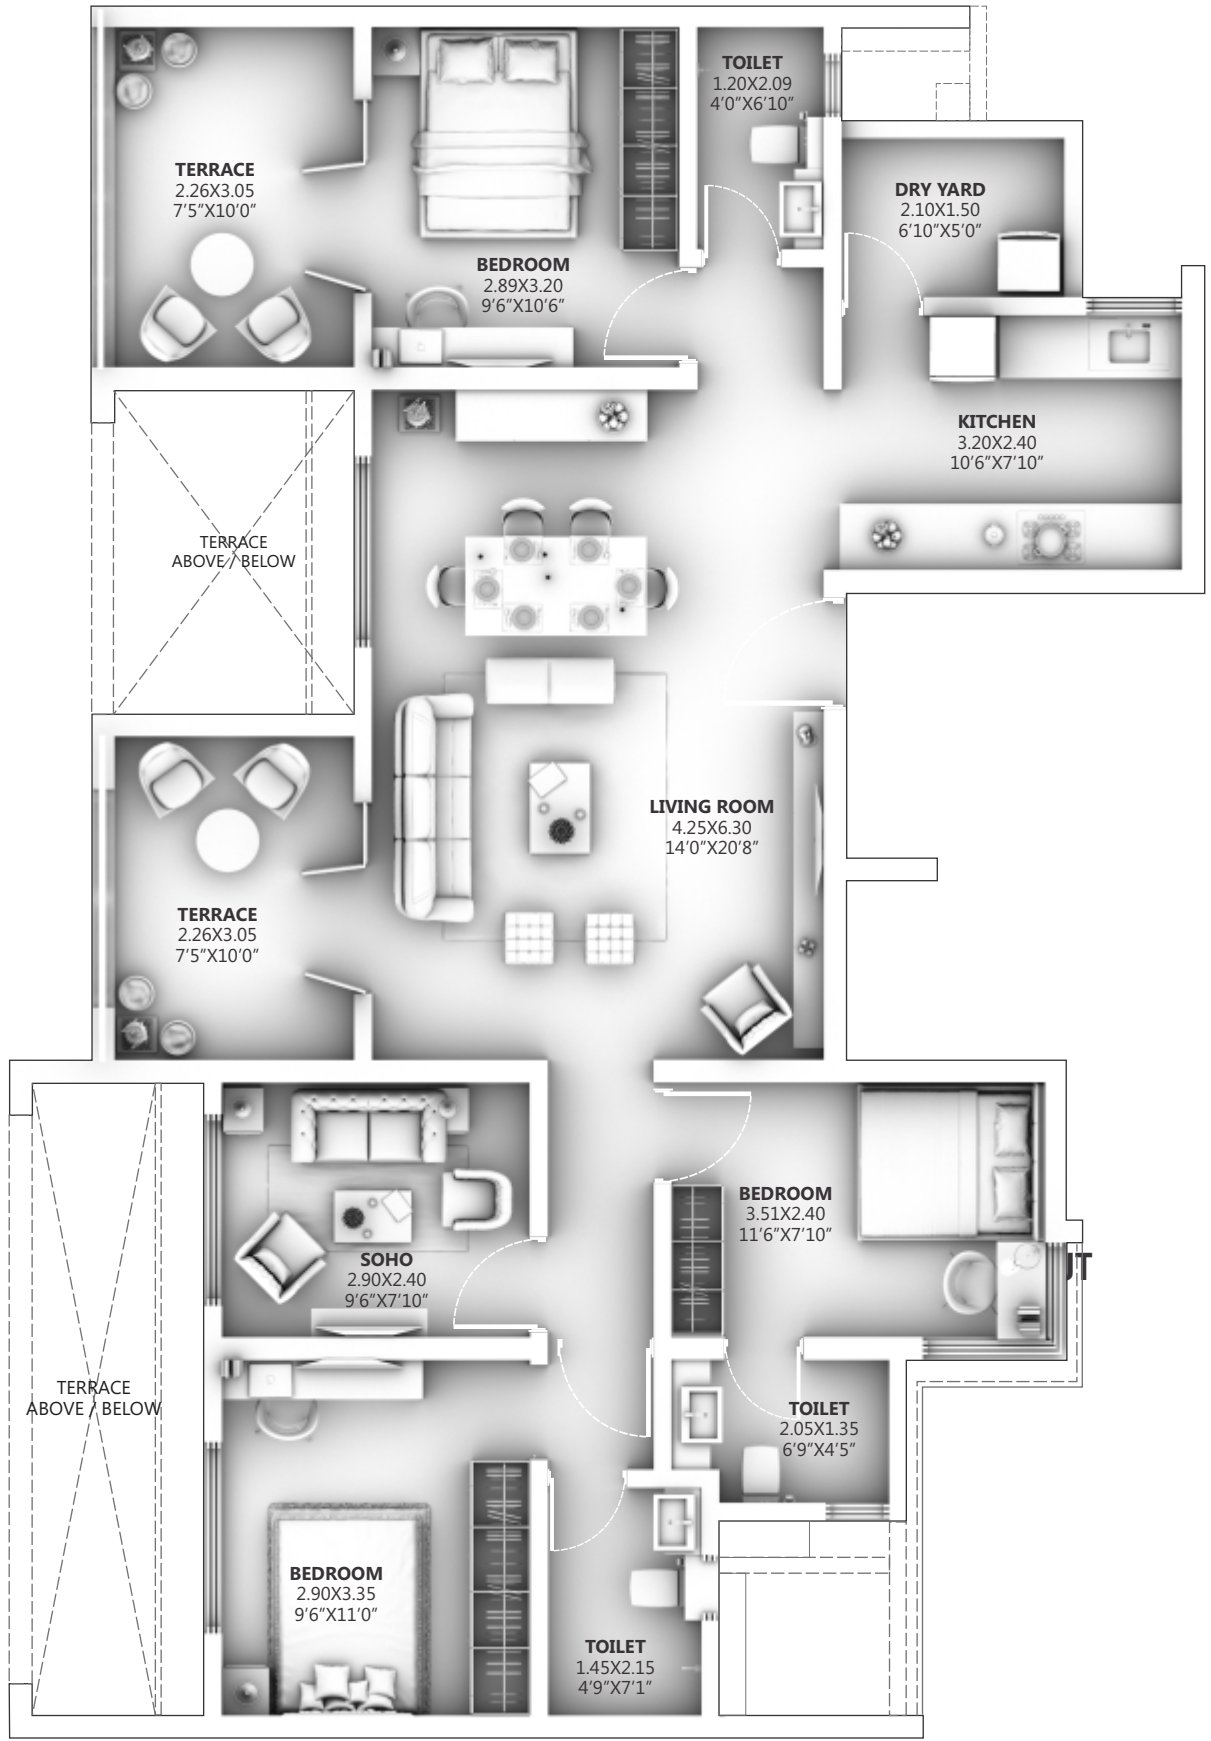 TOILET
1.20X2.09
4'0"X6'10"
TERRACE
2.26X3.05
7'5"X10'0"
DRY YARD
2.10X1.50
6'10"X5'0"
BEDROOM
2.89X3.20
9'6"X10'6"
KITCHEN
3.20X2.40
10'6"X7'10"
TERRACE
ABOVE / BELOW
LIVING ROOM
4.25X6.30
14'0"X20'8"
TERRACE
2.26X3.05
7'5"X10'0"
BEDROOM
3.51X2.40
11'6"X7'10"
SOHO
2.90X2.40
9'6"X7'10"
TERRACE
ABOVE / BELOW
TOILET
2.05X1.35
6'9"X4'5"
BEDROOM
2.90X3.35
9'6"X11'0"
TOILET
1.45X2.15
4'9"X7'1"